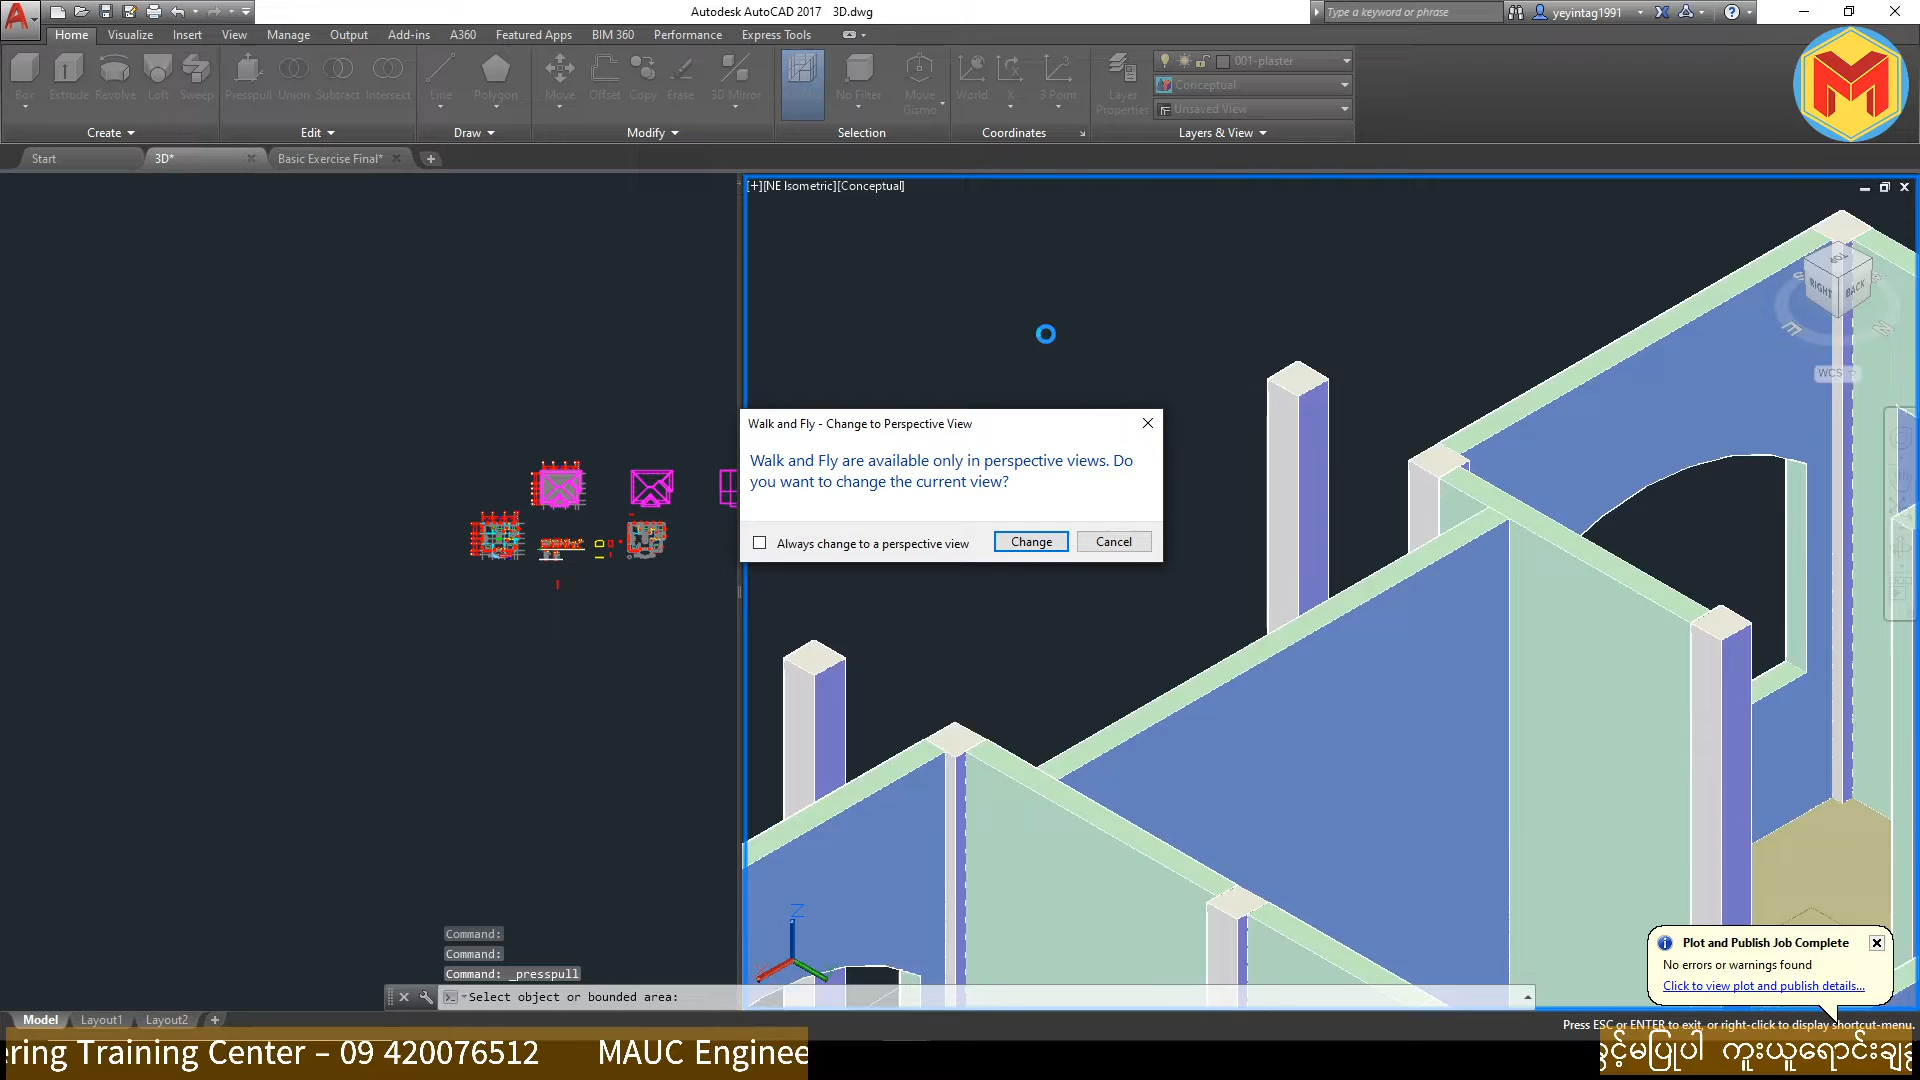 Autodesk AutoCAD 2017 3D.dwg
Type a keyword or phrase
yeyintag1991
Home Visualize Insert View Manage Output Add-ins A360 Featured Apps BIM 360 Performance Express Tools
Box Extrude Revolve Loft Sweep Presspull Union Subtract Intersect Line Polygon Move Offset Copy Erase 3D Mirror No Filter Move Gizmo World X 3 Point Layer Properties
001-plaster
Conceptual
Unsaved View
Create Edit Draw Modify Selection Coordinates Layers & View
Start 3D* Basic Exercise Final*
[+][NE Isometric][Conceptual]
TOP
RIGHT BACK
E N
WCS
Walk and Fly - Change to Perspective View
Walk and Fly are available only in perspective views. Do
you want to change the current view?
Always change to a perspective view
Change
Cancel
Z
Command:
Command:
Command: _presspull
Select object or bounded area:
Plot and Publish Job Complete
No errors or warnings found
Click to view plot and publish details...
Model Layout1 Layout2
Press ESC or ENTER to exit, or right-click to display shortcut-menu.
ering Training Center – 09 420076512 MAUC Enginee